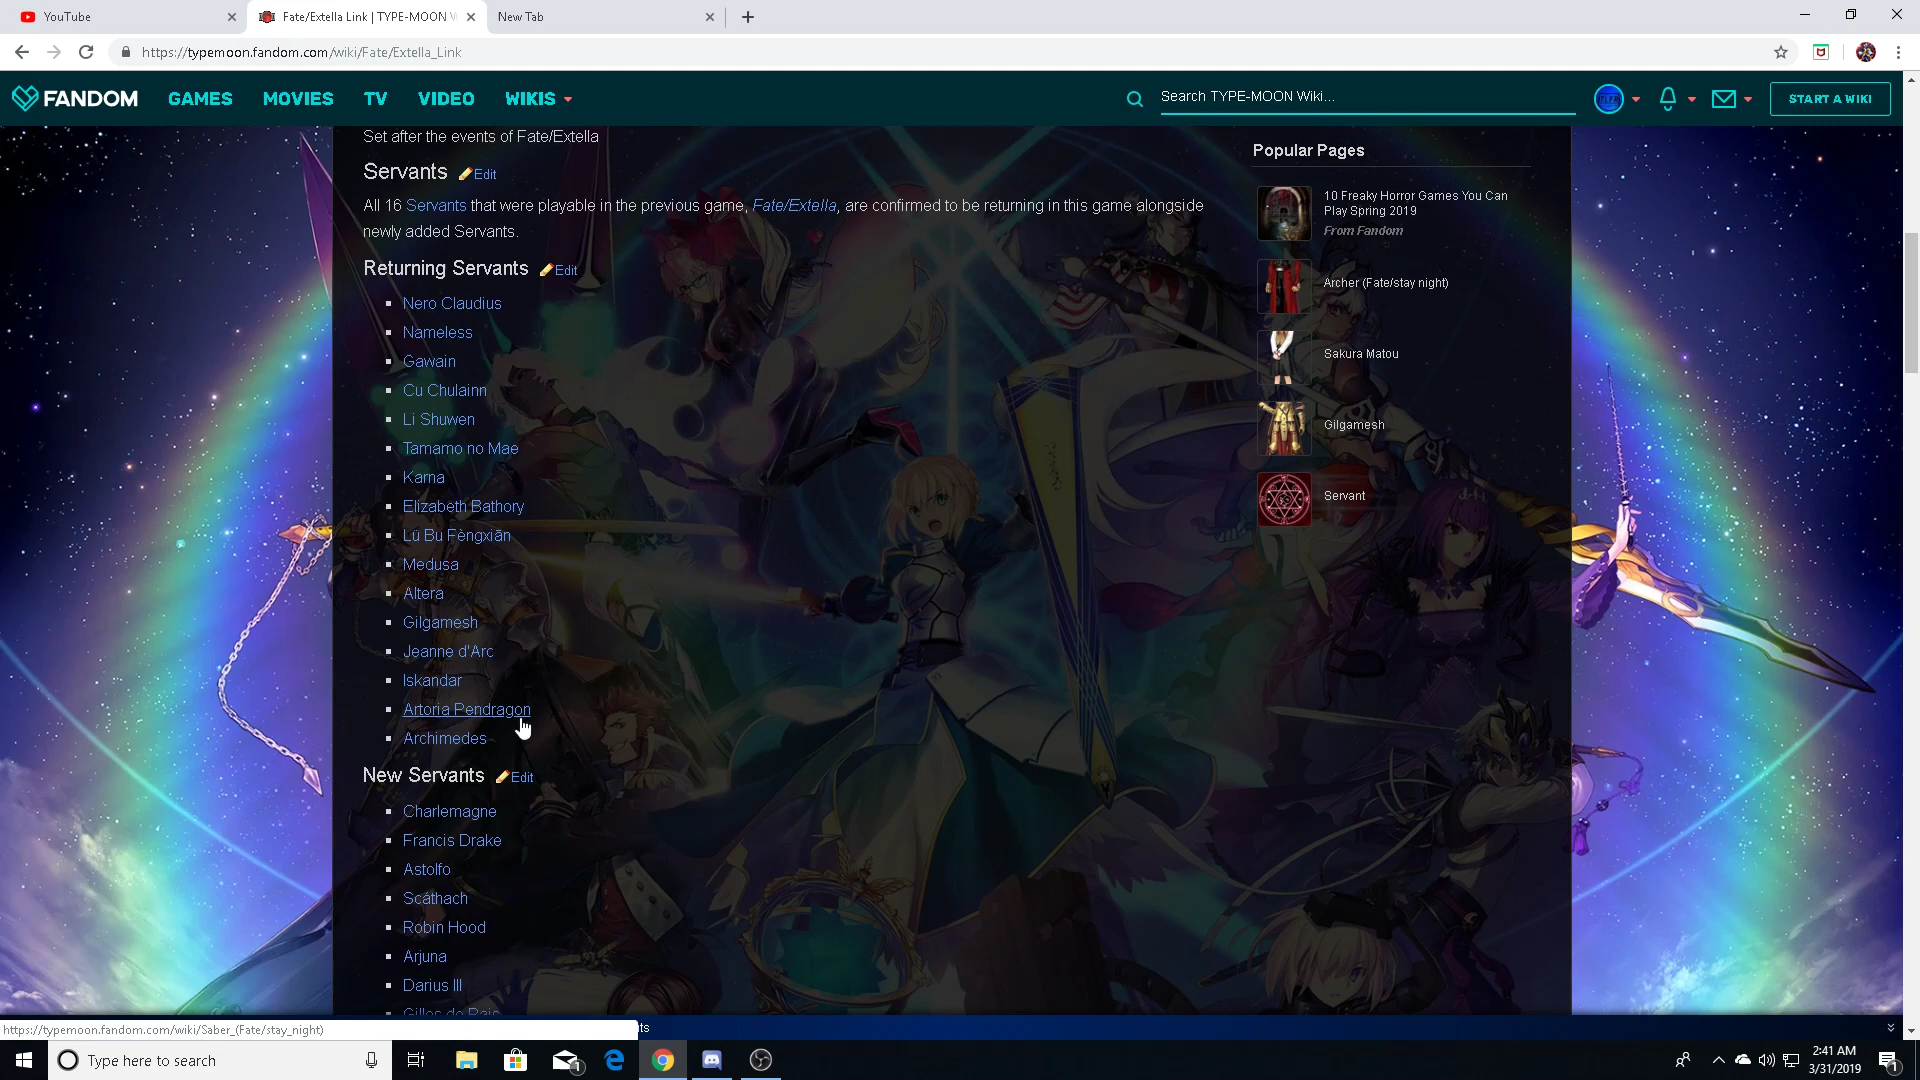 YouTube
Fate/Extella Link | TYPE-MOON W
New Tab
https://typemoon.fandom.com/wiki/Fate/Extella_Link
FANDOM
GAMES
MOVIES
TV
VIDEO
WIKIS
Search TYPE-MOON Wiki...
START A WIKI
Set after the events of Fate/Extella
Servants Edit
All 16 Servants that were playable in the previous game, Fate/Extella, are confirmed to be returning in this game alongside
newly added Servants.
Returning Servants Edit
Nero Claudius
Nameless
Gawain
Cu Chulainn
Li Shuwen
Tamamo no Mae
Karna
Elizabeth Bathory
Lü Bu Fèngxiān
Medusa
Altera
Gilgamesh
Jeanne d'Arc
Iskandar
Artoria Pendragon
Archimedes
New Servants Edit
Charlemagne
Francis Drake
Astolfo
Scáthach
Robin Hood
Arjuna
Darius III
Gilles de Rais
Popular Pages
10 Freaky Horror Games You Can
Play Spring 2019
From Fandom
Archer (Fate/stay night)
Sakura Matou
Gilgamesh
Servant
https://typemoon.fandom.com/wiki/Saber_(Fate/stay_night)
nts
Type here to search
1
2:41 AM
3/31/2019
1